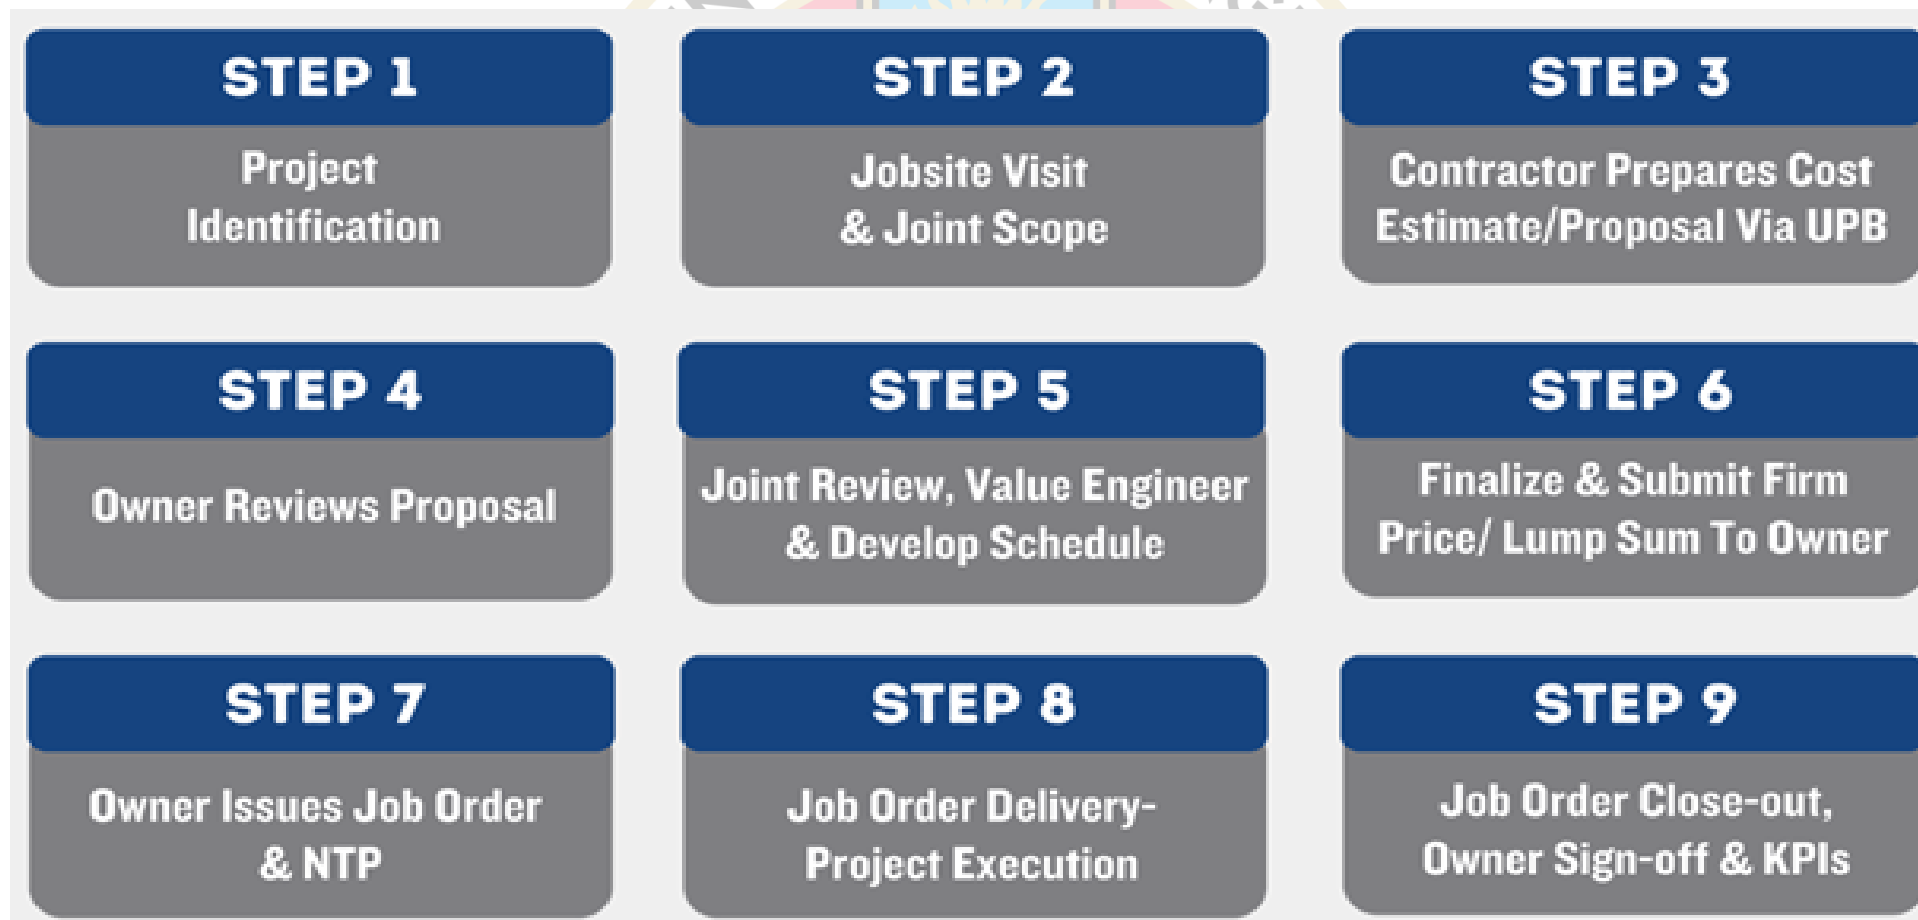 STEP 1
Project
Identification
STEP 2
Jobsite Visit
& Joint Scope
STEP 3
Contractor Prepares Cost
Estimate/Proposal Via UPB
STEP 4
Owner Reviews Proposal
STEP 5
Joint Review, Value Engineer
& Develop Schedule
STEP 6
Finalize & Submit Firm
Price/ Lump Sum To Owner
STEP 7
Owner Issues Job Order
& NTP
STEP 8
Job Order Delivery-
Project Execution
STEP 9
Job Order Close-out,
Owner Sign-off & KPIs